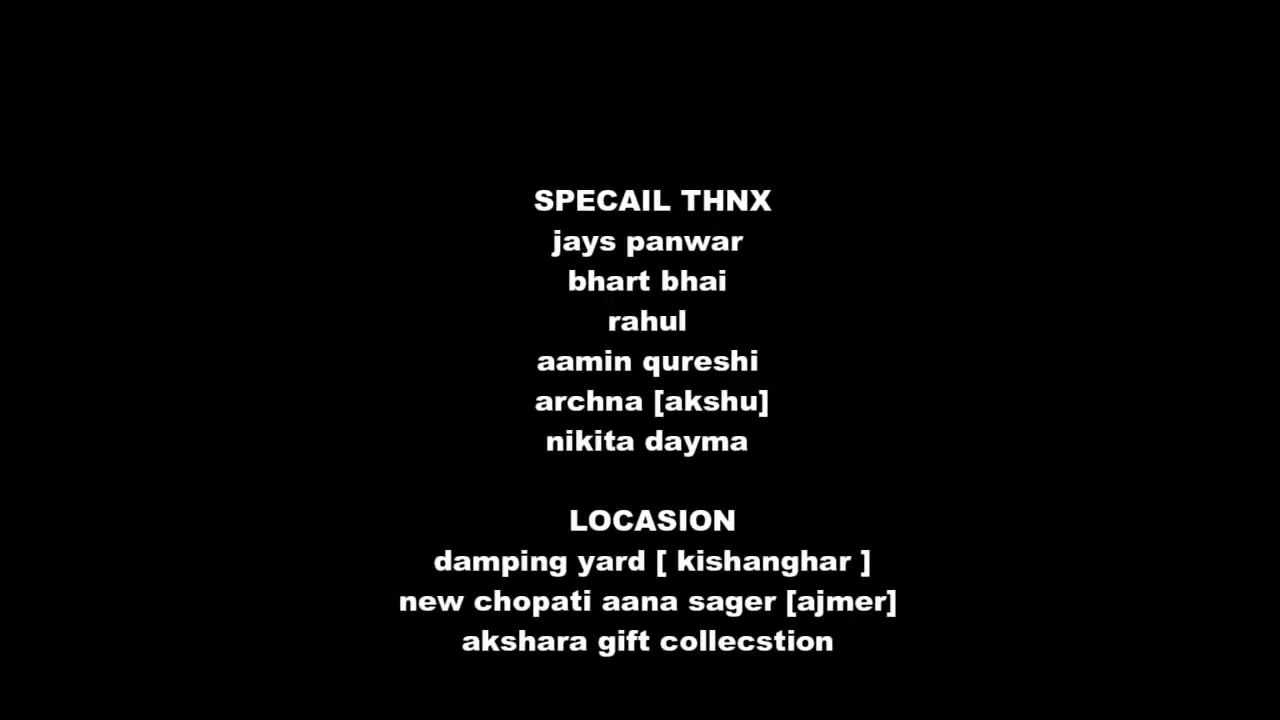 SPECAIL THNX
jays panwar
bhart bhai
rahul
aamin qureshi
archna [akshu]
nikita dayma
LOCASION
damping yard [ kishanghar ]
new chopati aana sager [ajmer]
akshara gift collecstion